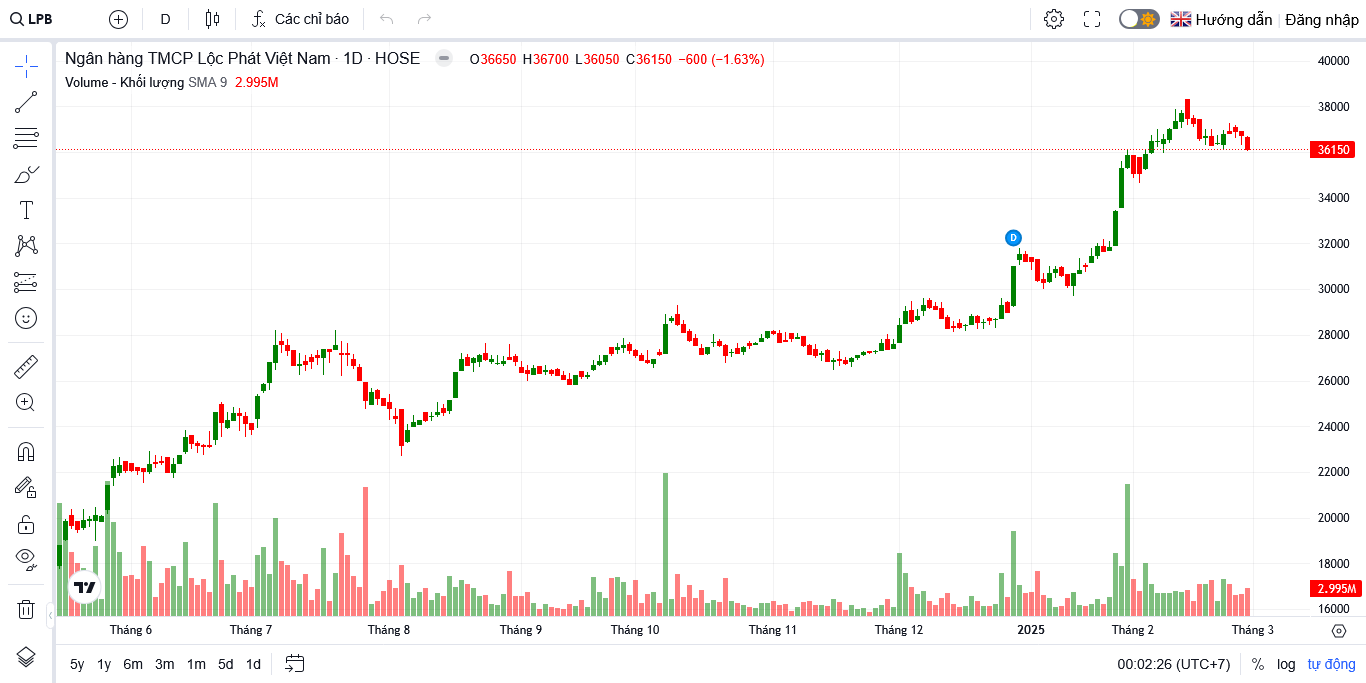 LPB D Các chỉ báo Hướng dẫn Đăng nhập
Ngân hàng TMCP Lộc Phát Việt Nam · 1D · HOSE O36650 H36700 L36050 C36150 −600 (−1.63%)
Volume - Khối lượng SMA 9 2.995M
40000
38000
36150
34000
32000
D
30000
28000
26000
24000
22000
20000
18000
2.995M
16000
Tháng 6 Tháng 7 Tháng 8 Tháng 9 Tháng 10 Tháng 11 Tháng 12 2025 Tháng 2 Tháng 3
5y 1y 6m 3m 1m 5d 1d 00:02:26 (UTC+7) % log tự động